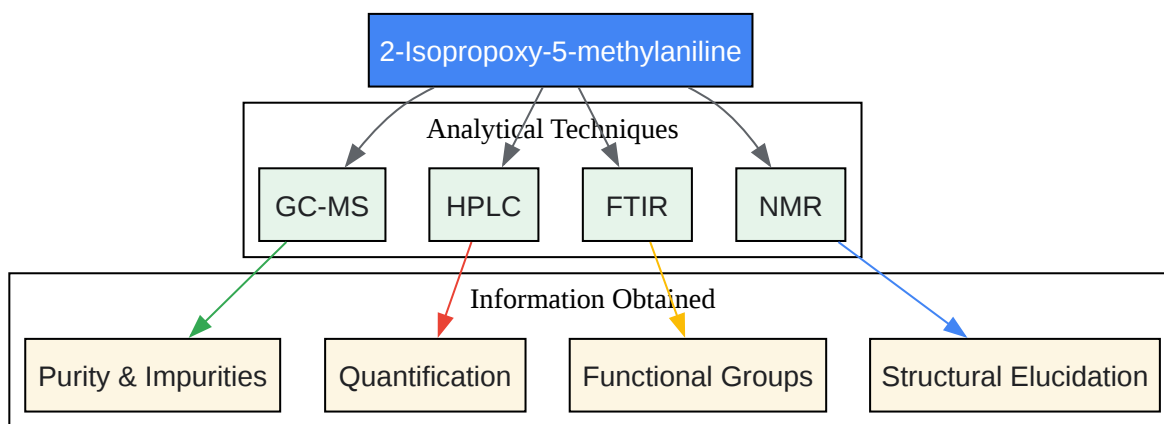 2-Isopropoxy-5-methylaniline
Analytical Techniques
GC-MS
HPLC
FTIR
NMR
Information Obtained
Purity & Impurities
Quantification
Functional Groups
Structural Elucidation